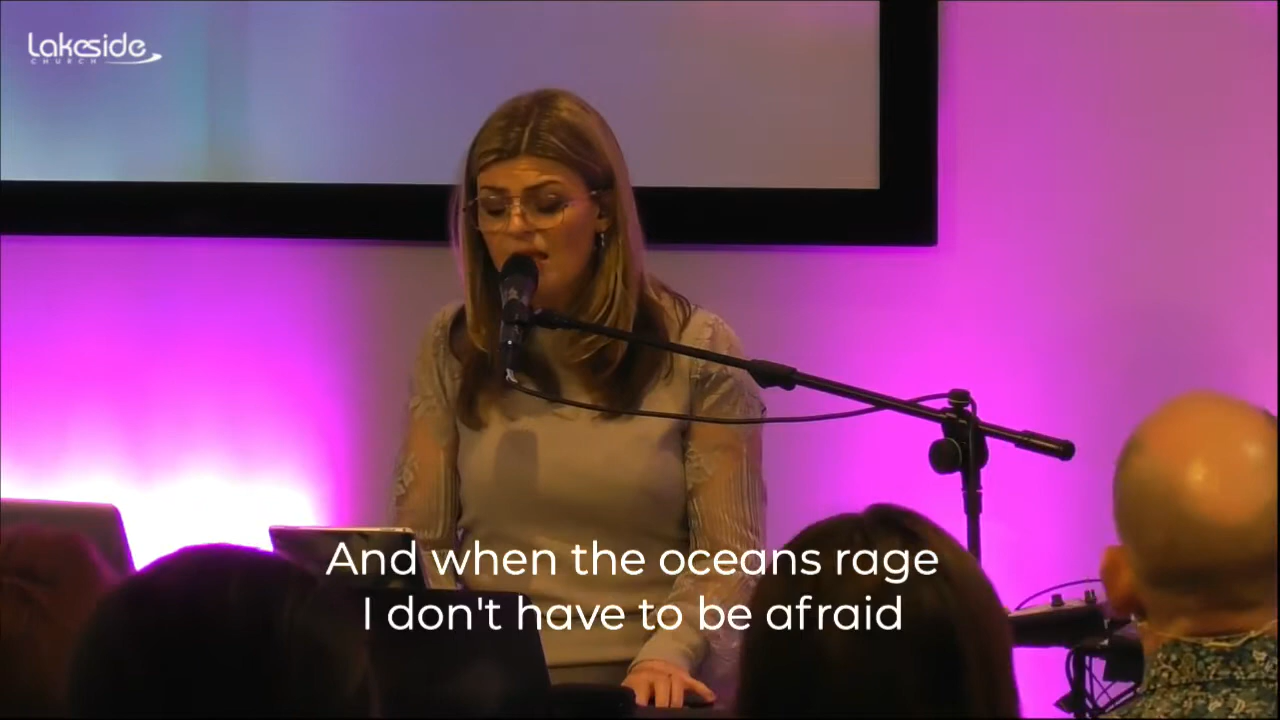 Lakeside
CHURCH
And when the oceans rage
I don't have to be afraid